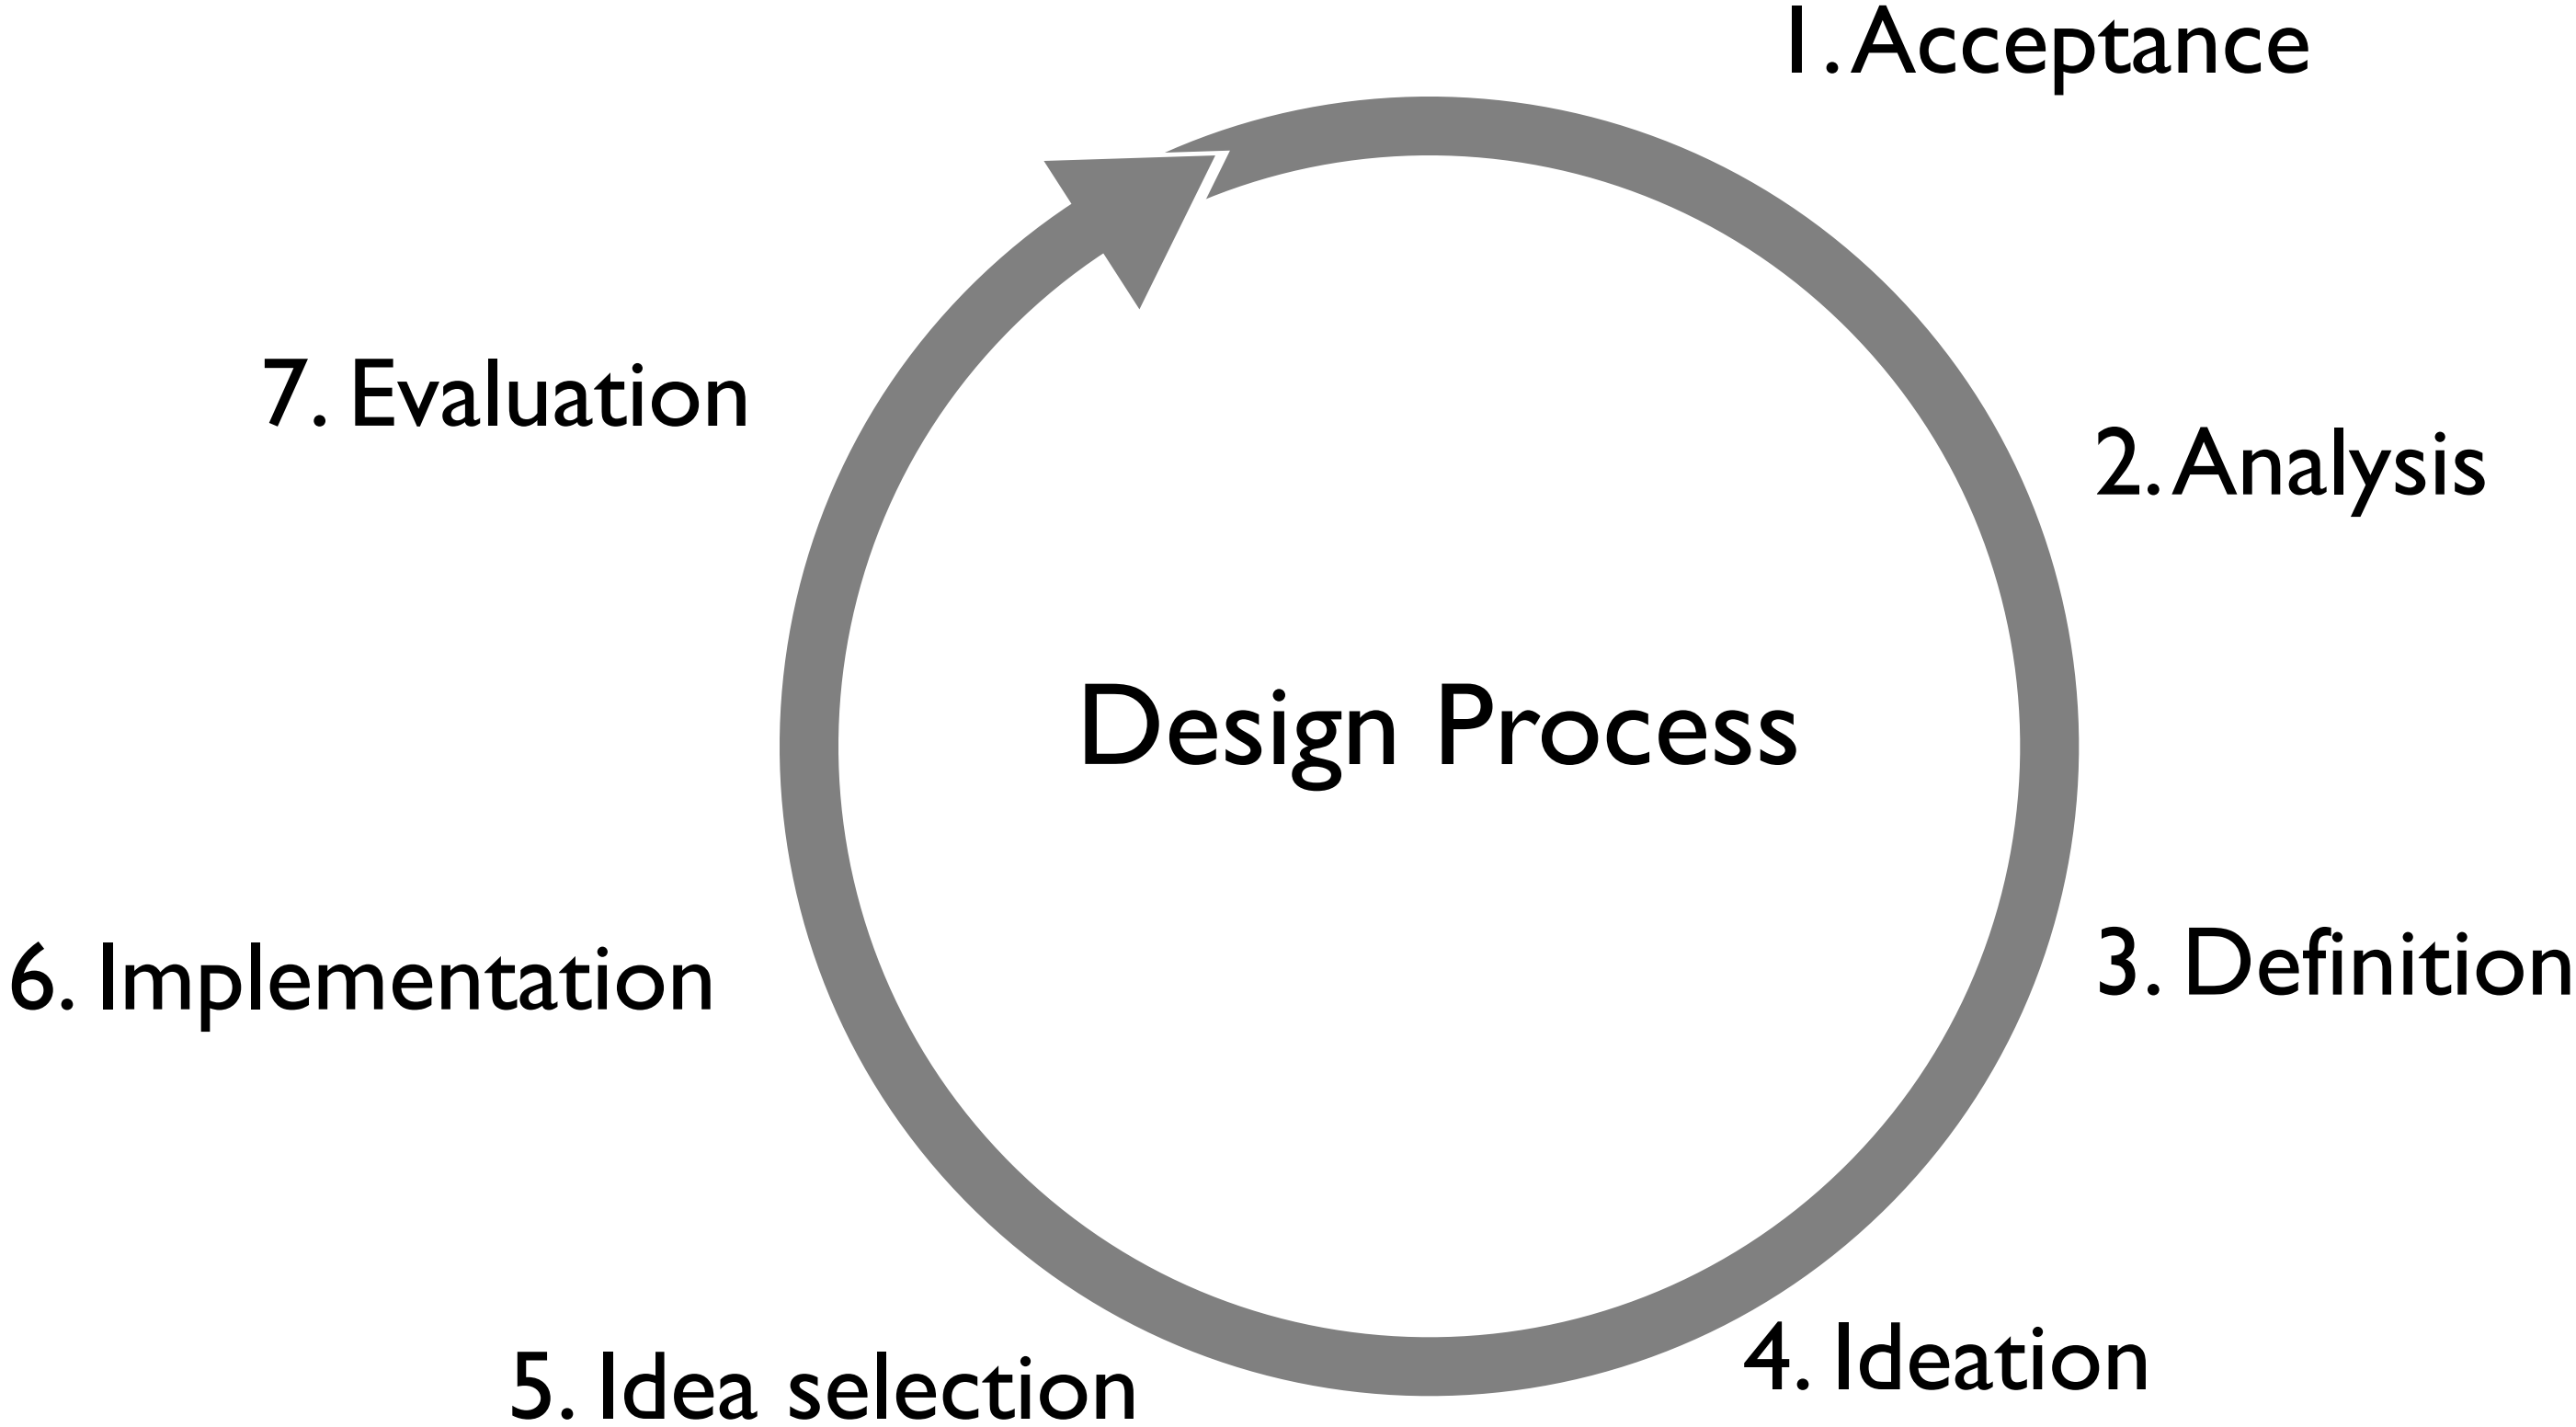 1. Acceptance
2. Analysis
3. Definition
4. Ideation
5. Idea selection
6. Implementation
7. Evaluation
Design Process